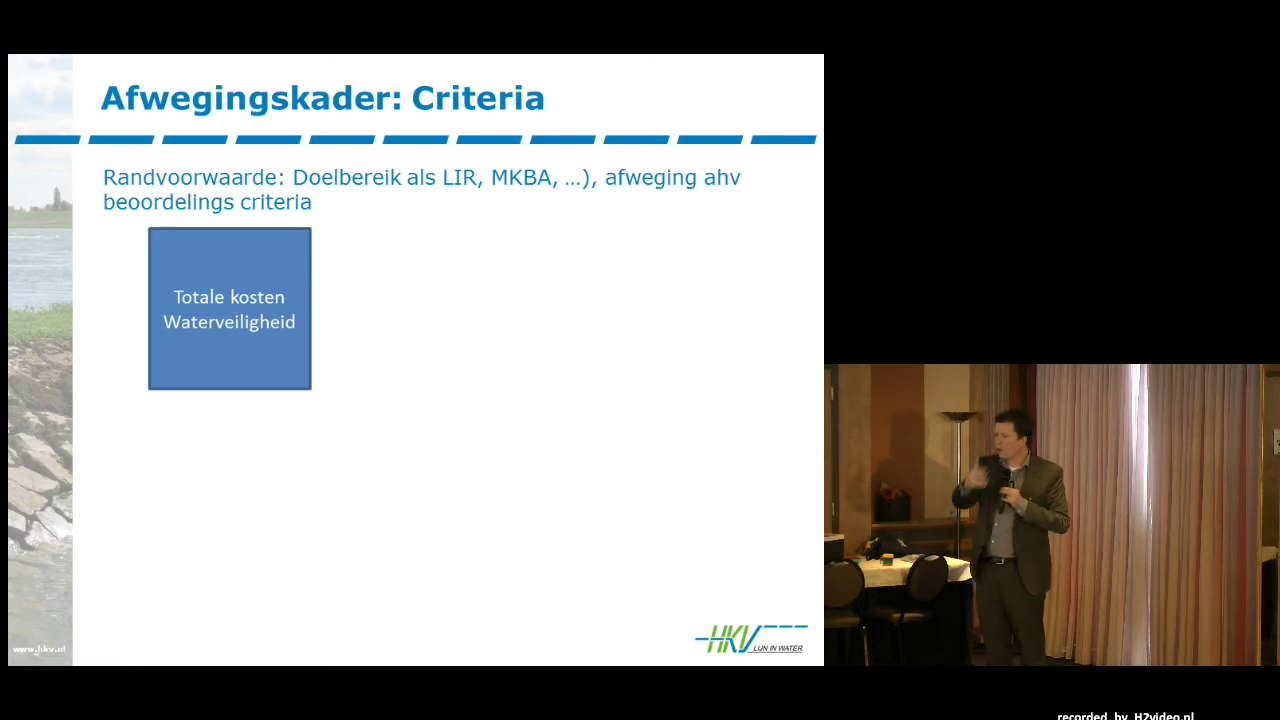 Afwegingskader: Criteria
Randvoorwaarde: Doelbereik als LIR, MKBA, ...), afweging ahv
beoordelings criteria
Totale kosten
Waterveiligheid
HKV
LIJN IN WATER
www.hkv.nl
recorded by H2video.nl